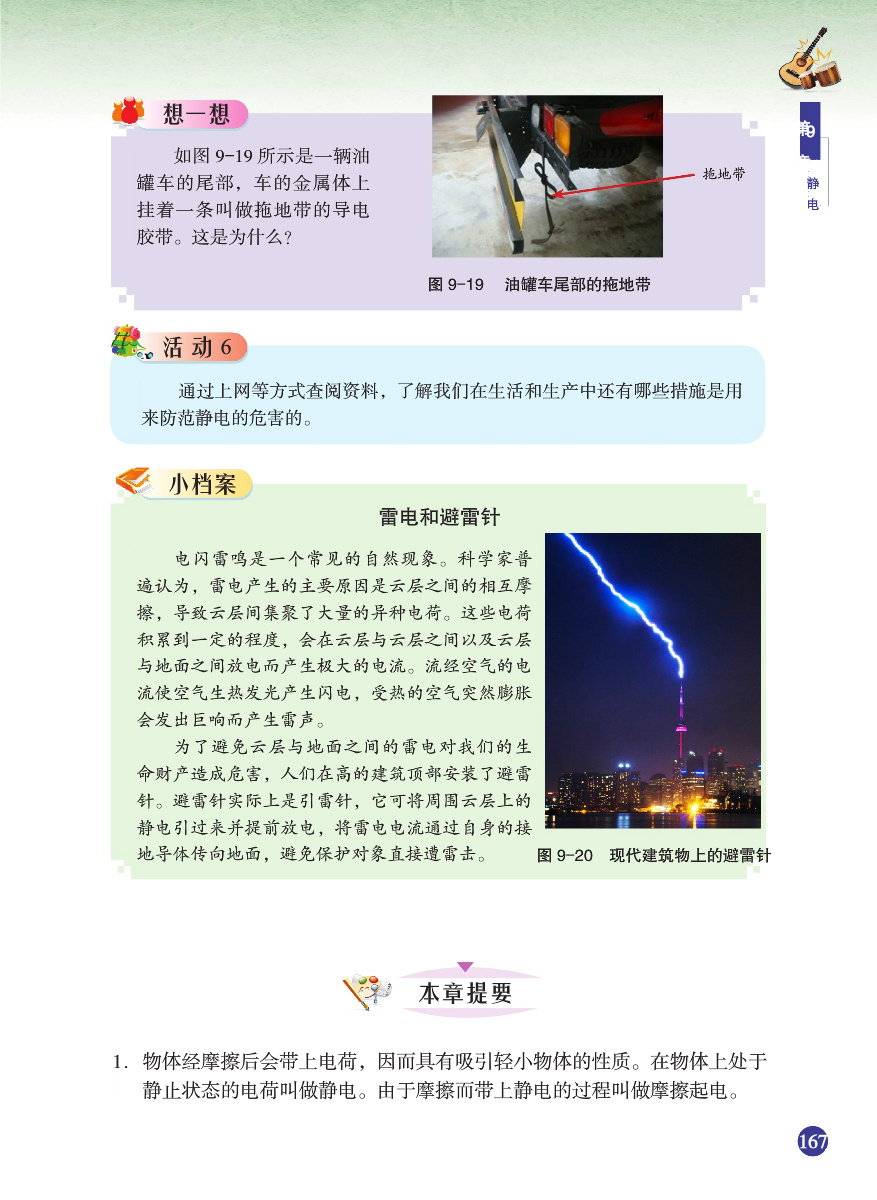 想一想
如图 9-19 所示是一辆油
罐车的尾部，车的金属体上
挂着一条叫做拖地带的导电
胶带。这是为什么？
拖地带
图 9-19 油罐车尾部的拖地带
第9
静
电
活动 6
通过上网等方式查阅资料，了解我们在生活和生产中还有哪些措施是用
来防范静电的危害的。
小档案
雷电和避雷针
电闪雷鸣是一个常见的自然现象。科学家普
遍认为，雷电产生的主要原因是云层之间的相互摩
擦，导致云层间集聚了大量的异种电荷。这些电荷
积累到一定的程度，会在云层与云层之间以及云层
与地面之间放电而产生极大的电流。流经空气的电
流使空气生热发光产生闪电，受热的空气突然膨胀
会发出巨响而产生雷声。
为了避免云层与地面之间的雷电对我们的生
命财产造成危害，人们在高的建筑顶部安装了避雷
针。避雷针实际上是引雷针，它可将周围云层上的
静电引过来并提前放电，将雷电电流通过自身的接
地导体传向地面，避免保护对象直接遭雷击。
图 9-20 现代建筑物上的避雷针
本章提要
1. 物体经摩擦后会带上电荷，因而具有吸引轻小物体的性质。在物体上处于
静止状态的电荷叫做静电。由于摩擦而带上静电的过程叫做摩擦起电。
167